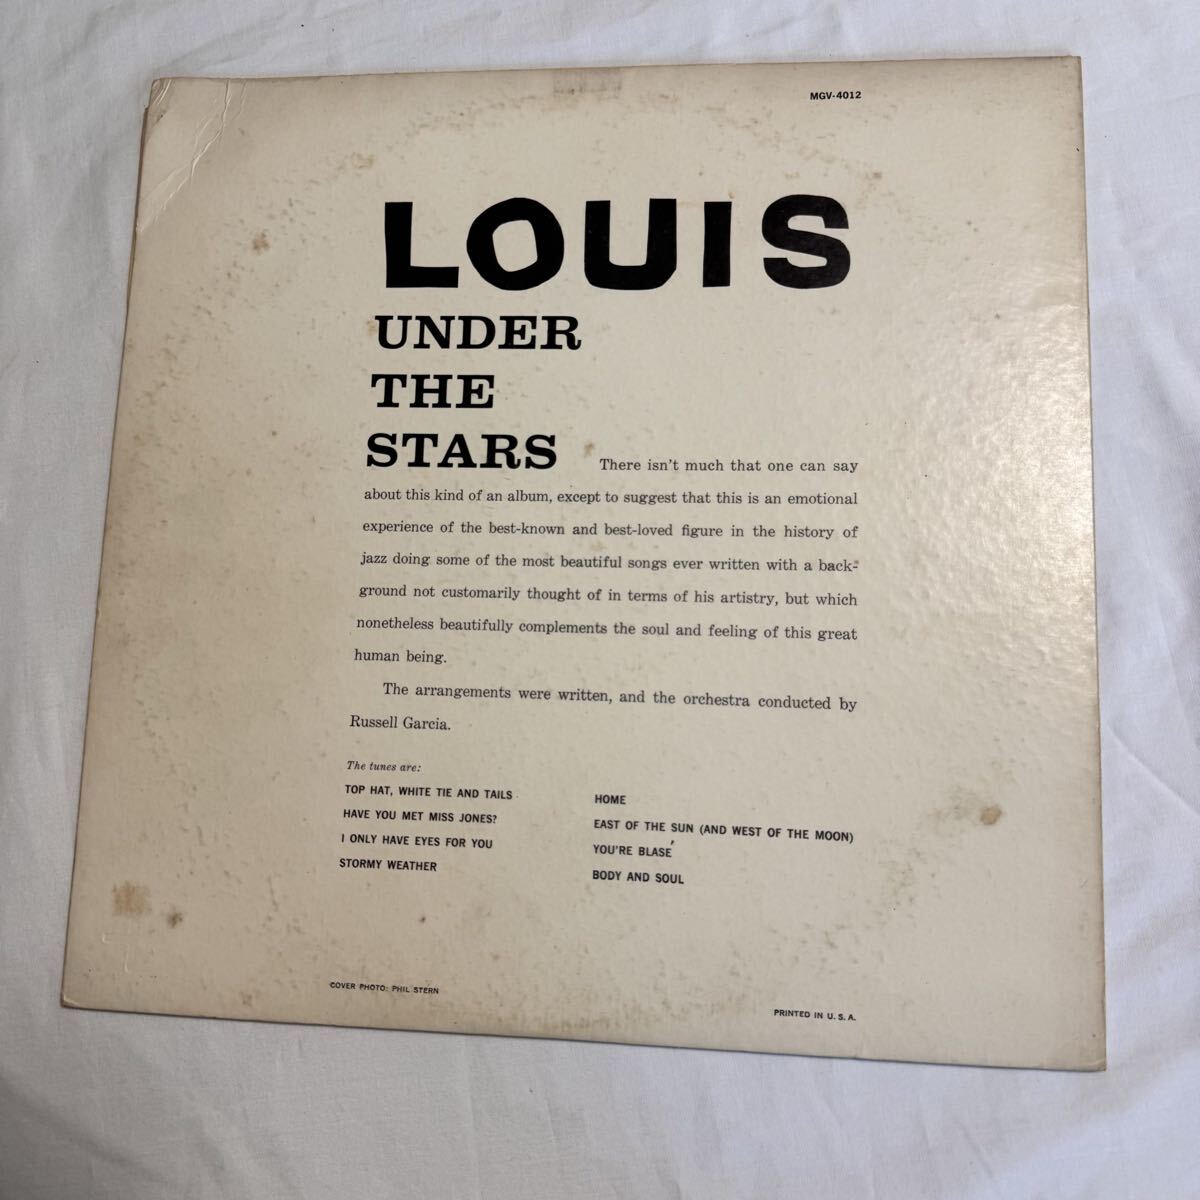 MGV-4012
LOUIS
UNDER
THE
STARS
There isn't much that one can say
about this kind of an album, except to suggest that this is an emotional
experience of the best-known and best-loved figure in the history of
jazz doing some of the most beautiful songs ever written with a back-
ground not customarily thought of in terms of his artistry, but which
nonetheless beautifully complements the soul and feeling of this great
human being.
The arrangements were written, and the orchestra conducted by
Russell Garcia.
The tunes are:
TOP HAT, WHITE TIE AND TAILS
HAVE YOU MET MISS JONES?
I ONLY HAVE EYES FOR YOU
STORMY WEATHER
HOME
EAST OF THE SUN (AND WEST OF THE MOON)
YOU'RE BLASÉ
BODY AND SOUL
COVER PHOTO: PHIL STERN
PRINTED IN U. S. A.